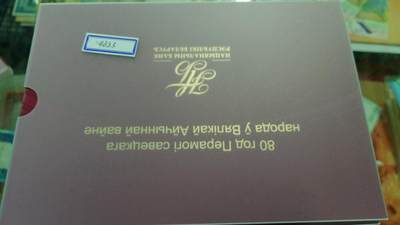 80 год Перамогі савецкага
народа ў Вялікай Айчыннай вайне
НАЦЫЯНАЛЬНЫ БАНК
РЭСПУБЛІКІ БЕЛАРУСЬ